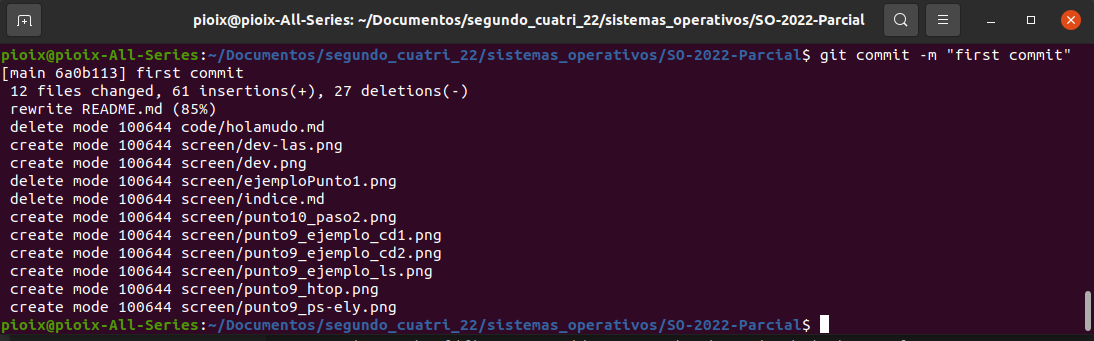 pioix@pioix-All-Series: ~/Documentos/segundo_cuatri_22/sistemas_operativos/SO-2022-Parcial
pioix@pioix-All-Series:~/Documentos/segundo_cuatri_22/sistemas_operativos/SO-2022-Parcial$ git commit -m "first commit"
[main 6a0b113] first commit
 12 files changed, 61 insertions(+), 27 deletions(-)
 rewrite README.md (85%)
 delete mode 100644 code/holamudo.md
 create mode 100644 screen/dev-las.png
 create mode 100644 screen/dev.png
 delete mode 100644 screen/ejemploPunto1.png
 delete mode 100644 screen/indice.md
 create mode 100644 screen/punto10_paso2.png
 create mode 100644 screen/punto9_ejemplo_cd1.png
 create mode 100644 screen/punto9_ejemplo_cd2.png
 create mode 100644 screen/punto9_ejemplo_ls.png
 create mode 100644 screen/punto9_htop.png
 create mode 100644 screen/punto9_ps-ely.png
pioix@pioix-All-Series:~/Documentos/segundo_cuatri_22/sistemas_operativos/SO-2022-Parcial$